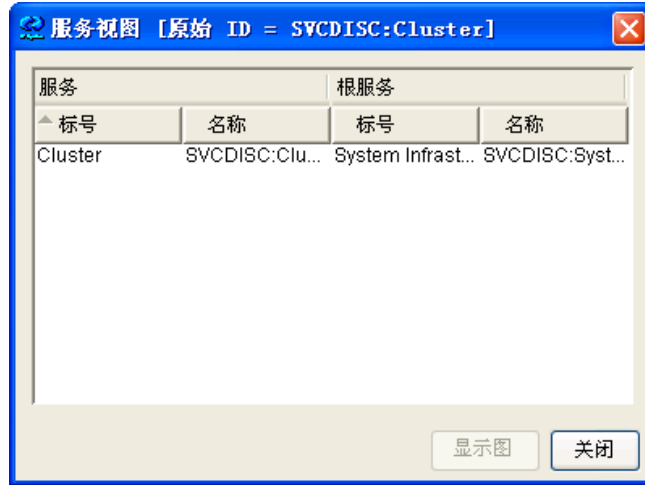 服务视图 [原始 ID = SVCDISC:Cluster]
服务 根服务
标号 名称 标号 名称
Cluster SVCDISC:Clu... System Infrast... SVCDISC:Syst...
显示图 关闭